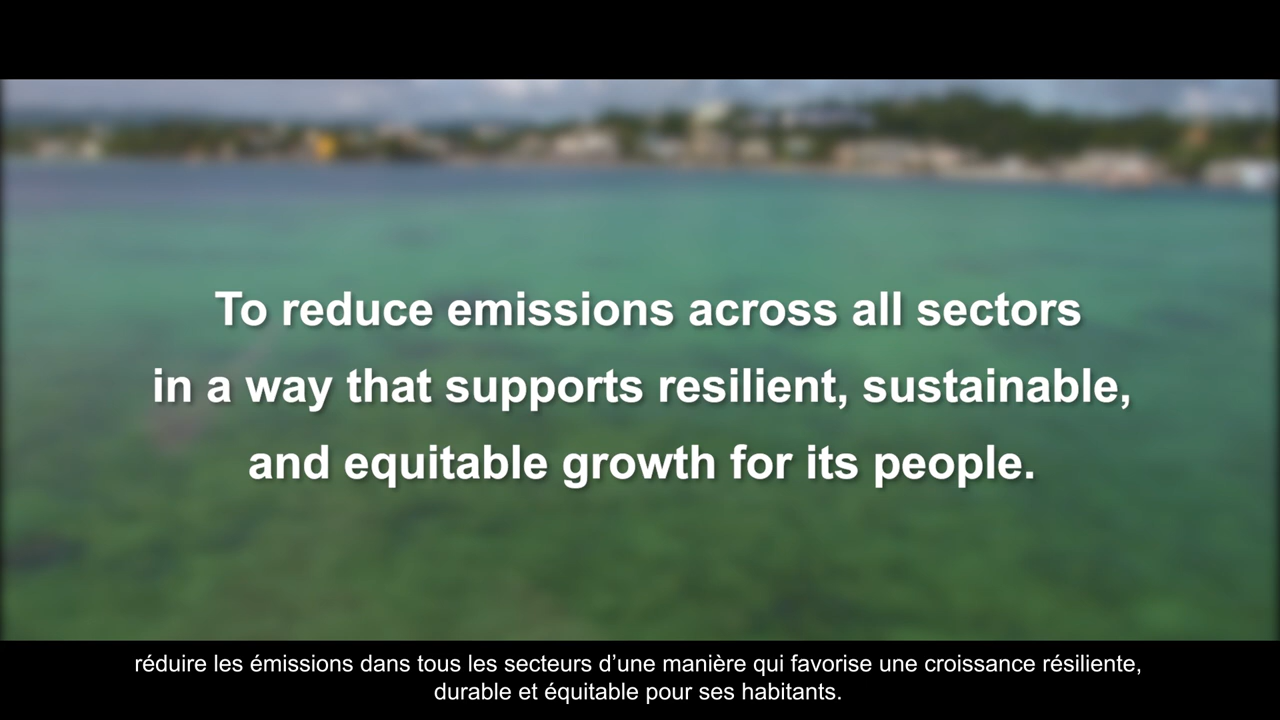 To reduce emissions across all sectors
in a way that supports resilient, sustainable,
and equitable growth for its people.
réduire les émissions dans tous les secteurs d’une manière qui favorise une croissance résiliente,
durable et équitable pour ses habitants.